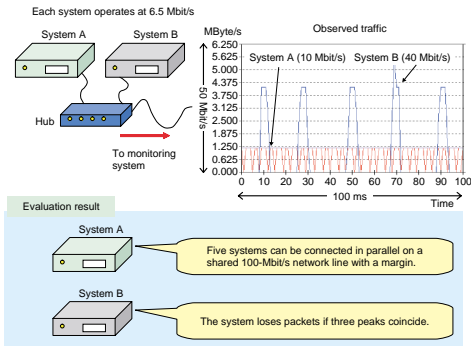 Each system operates at 6.5 Mbit/s
System A
System B
Hub
To monitoring
system
MByte/s
Observed traffic
6.250
5.625
5.000
4.375
3.750
3.125
2.500
1.875
1.250
0.625
0.000
50 Mbit/s
System A (10 Mbit/s)
System B (40 Mbit/s)
0 10 20 30 40 50 60 70 80 90 100
100 ms
Time
Evaluation result
System A
Five systems can be connected in parallel on a
shared 100-Mbit/s network line with a margin.
System B
The system loses packets if three peaks coincide.